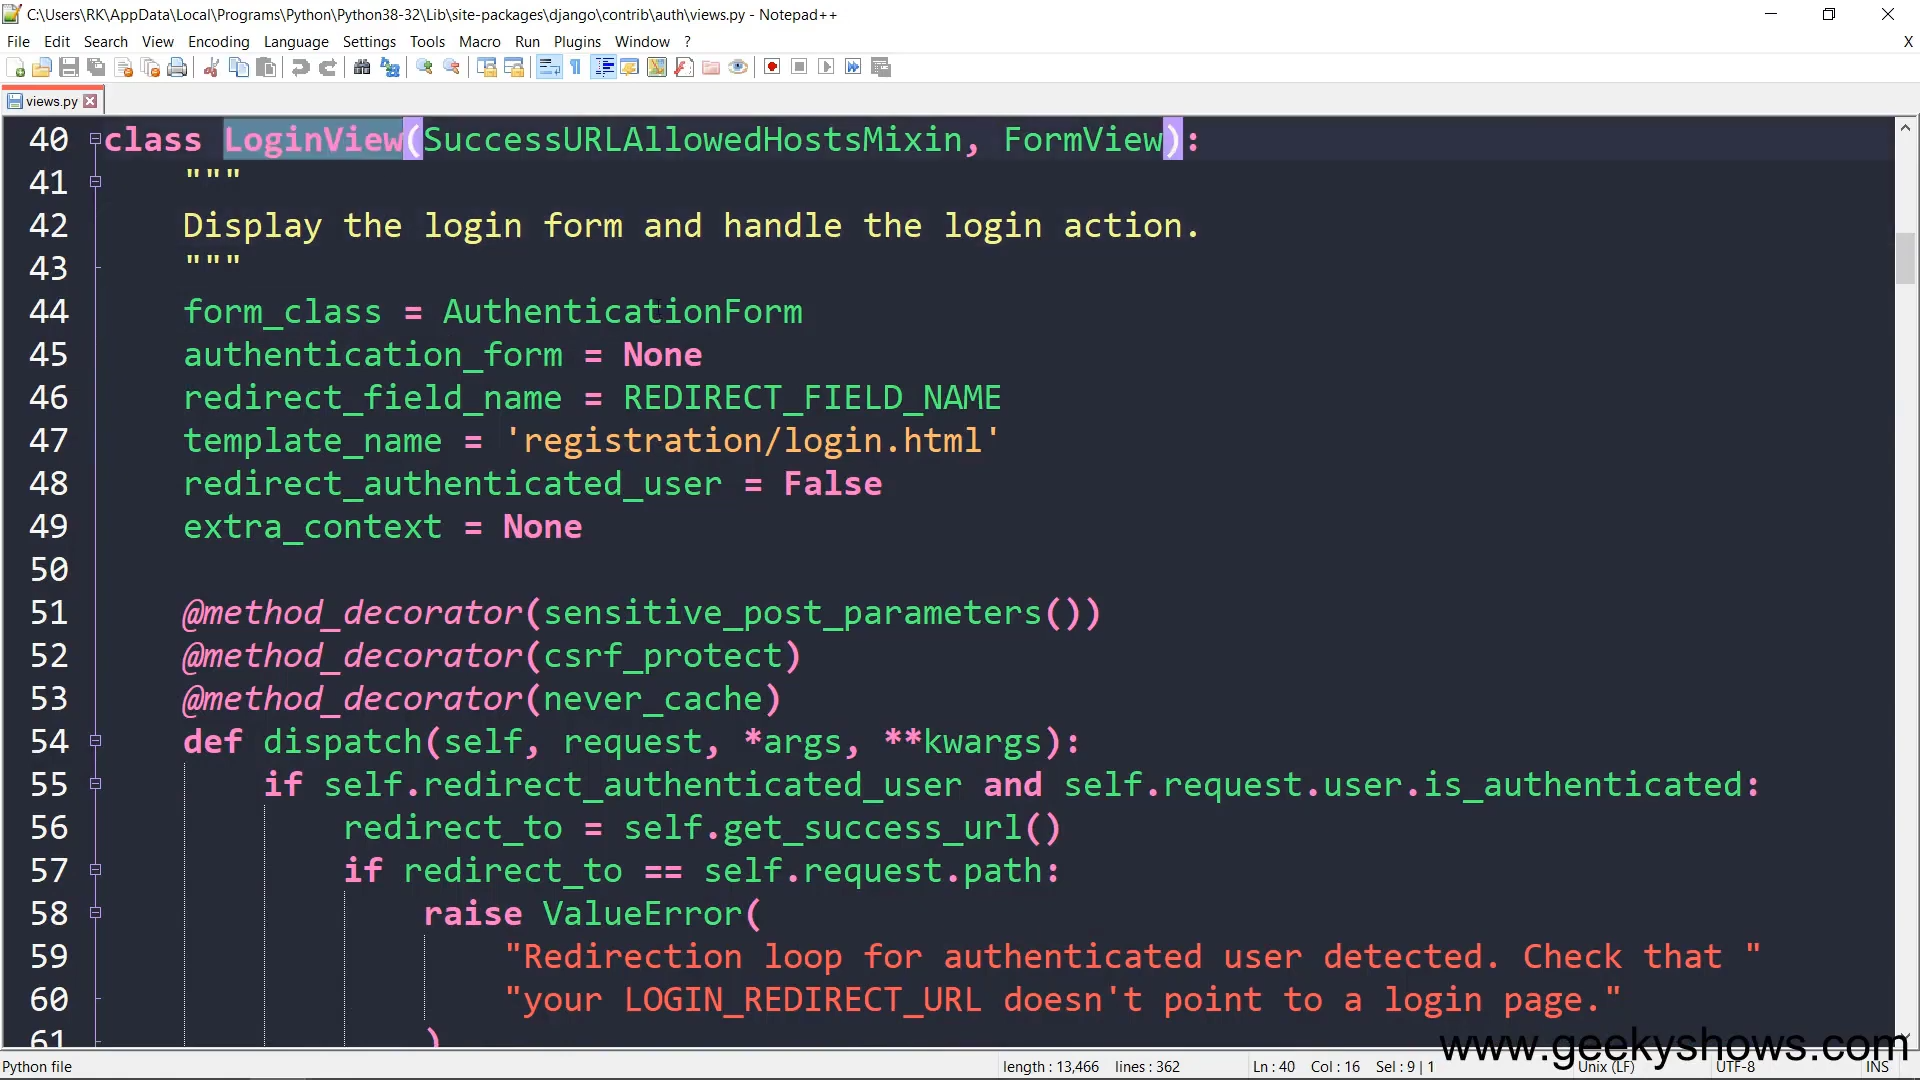 C:\Users\RK\AppData\Local\Programs\Python\Python38-32\Lib\site-packages\django\contrib\auth\views.py - Notepad++
File Edit Search View Encoding Language Settings Tools Macro Run Plugins Window ? X
views.py
40 class LoginView(SuccessURLAllowedHostsMixin, FormView):
41 """
42 Display the login form and handle the login action.
43 """
44 form_class = AuthenticationForm
45 authentication_form = None
46 redirect_field_name = REDIRECT_FIELD_NAME
47 template_name = 'registration/login.html'
48 redirect_authenticated_user = False
49 extra_context = None
50
51 @method_decorator(sensitive_post_parameters())
52 @method_decorator(csrf_protect)
53 @method_decorator(never_cache)
54 def dispatch(self, request, *args, **kwargs):
55 if self.redirect_authenticated_user and self.request.user.is_authenticated:
56 redirect_to = self.get_success_url()
57 if redirect_to == self.request.path:
58 raise ValueError(
59 "Redirection loop for authenticated user detected. Check that "
60 "your LOGIN_REDIRECT_URL doesn't point to a login page."
61 )
www.geekyshows.com
Python file length : 13,466 lines : 362 Ln : 40 Col : 16 Sel : 9 | 1 Unix (LF) UTF-8 INS